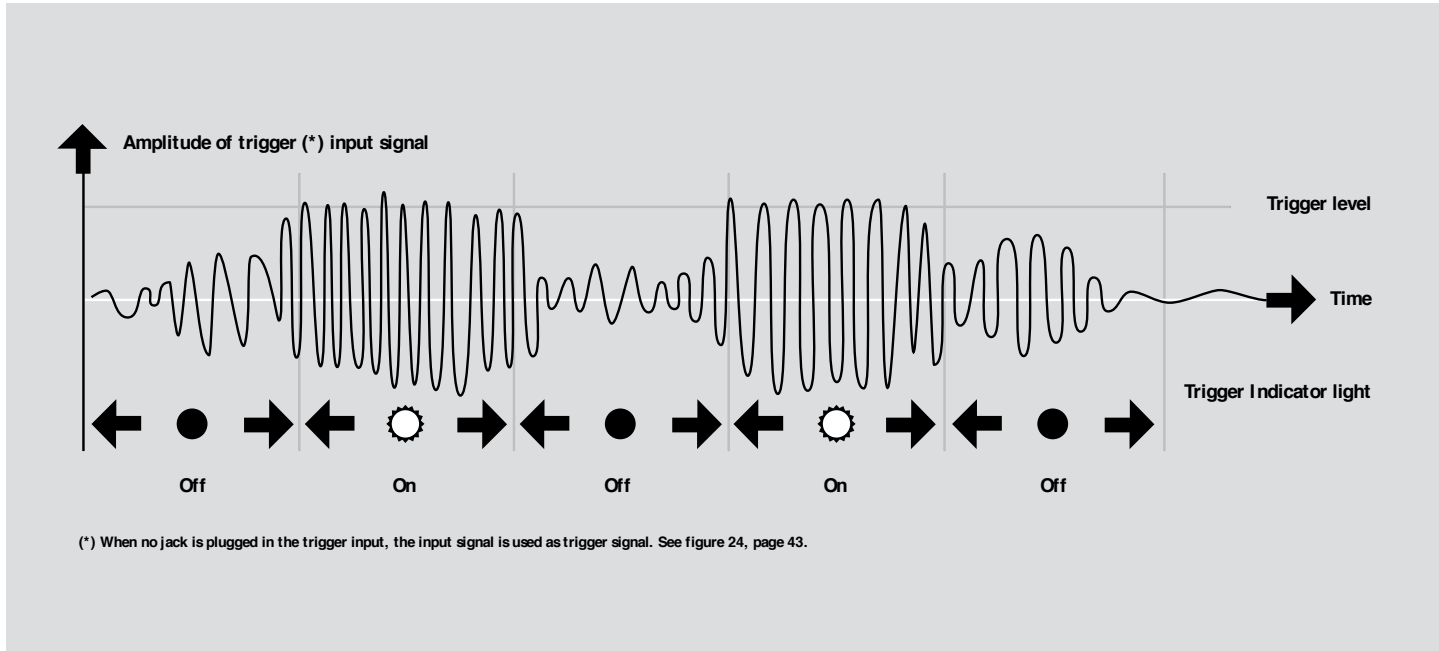 Amplitude of trigger (*) input signal
Trigger level
Time
Trigger Indicator light
Off On Off On Off
(*) When no jack is plugged in the trigger input, the input signal is used as trigger signal. See figure 24, page 43.